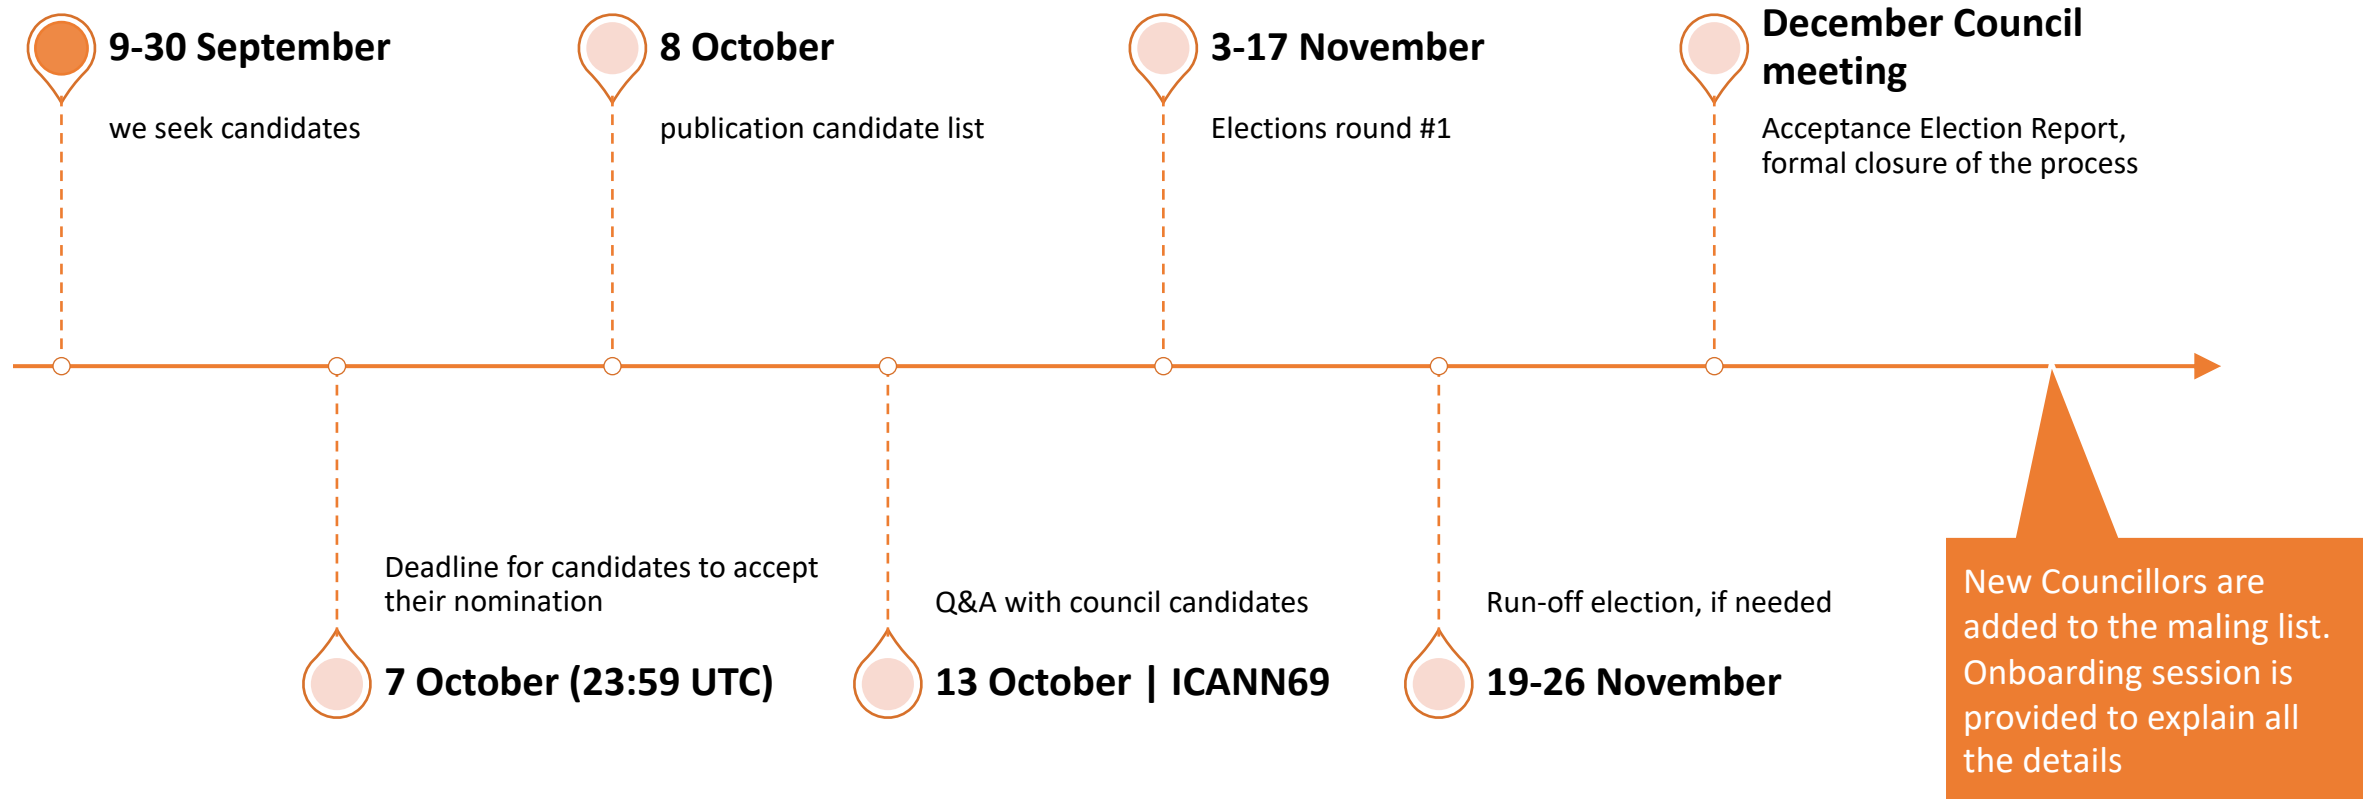 9-30 September
we seek candidates
Deadline for candidates to accept
their nomination
7 October (23:59 UTC)
8 October
publication candidate list
Q&A with council candidates
13 October | ICANN69
3-17 November
Elections round #1
Run-off election, if needed
19-26 November
December Council
meeting
Acceptance Election Report,
formal closure of the process
New Councillors are
added to the maling list.
Onboarding session is
provided to explain all
the details